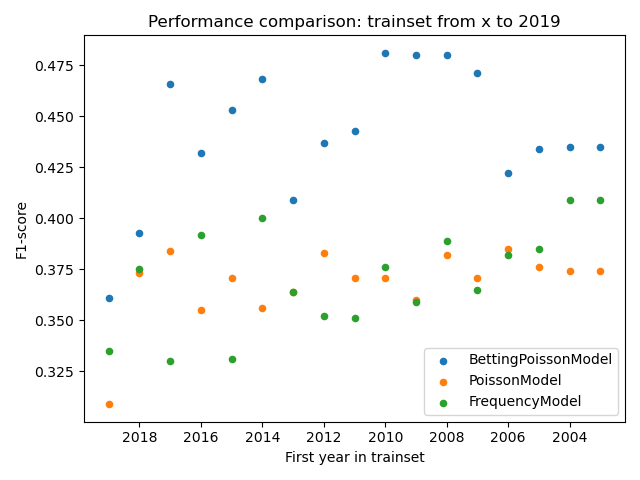 Performance comparison: trainset from x to 2019
F1-score
0.475
0.450
0.425
0.400
0.375
0.350
0.325
BettingPoissonModel
PoissonModel
FrequencyModel
2018 2016 2014 2012 2010 2008 2006 2004
First year in trainset